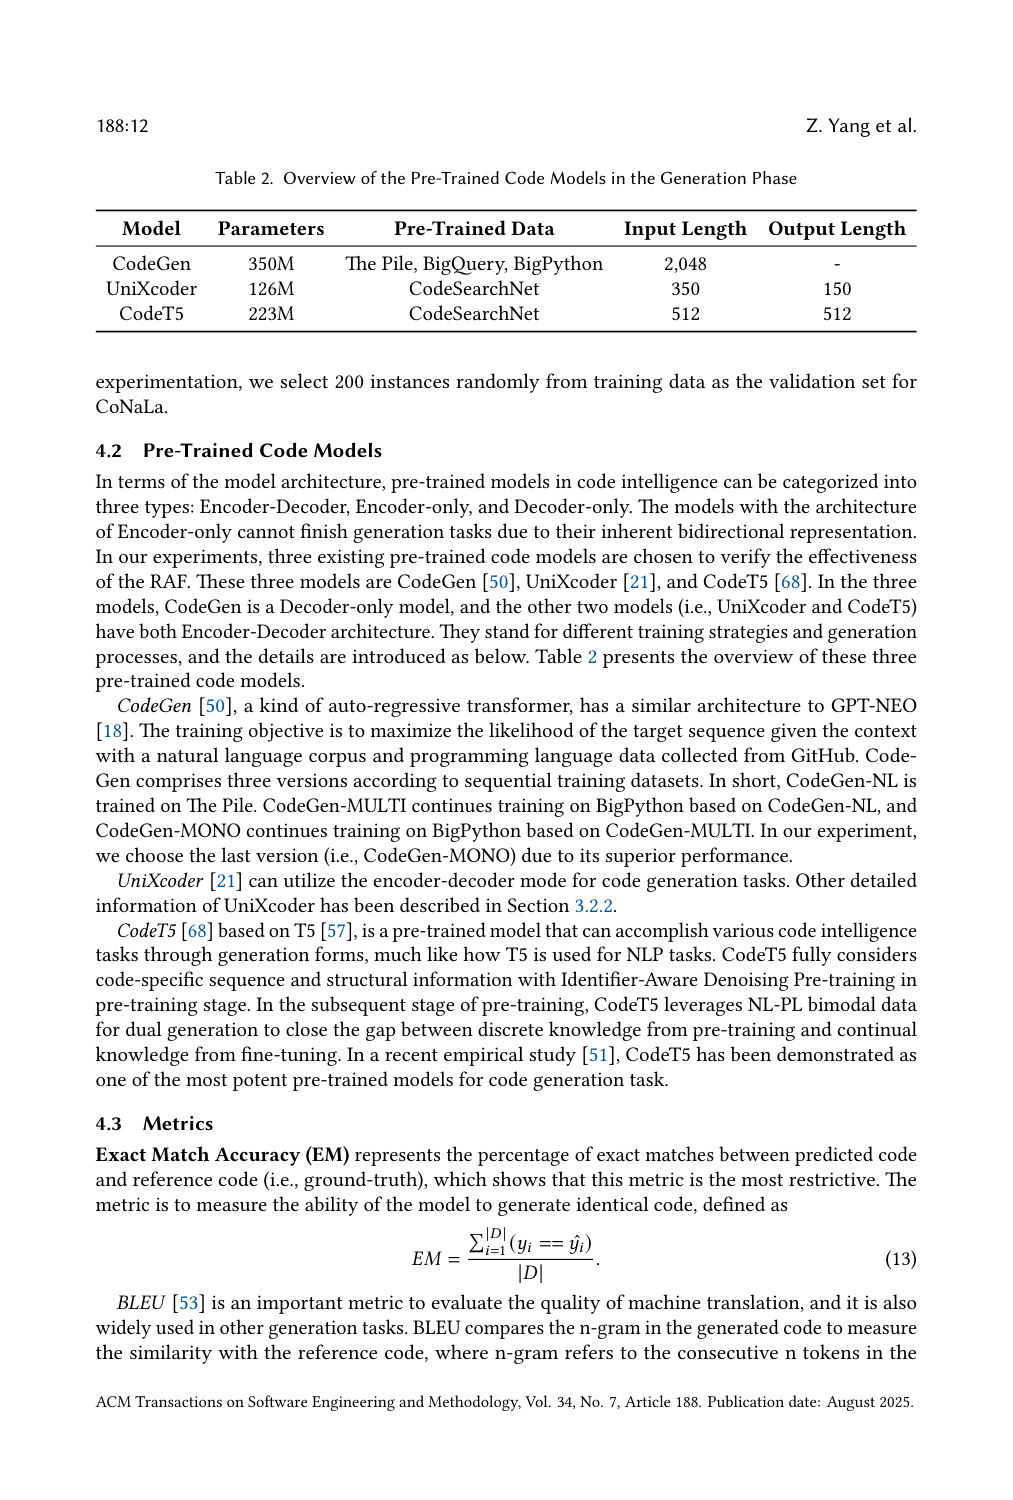 188:12 Z. Yang et al.
Table 2. Overview of the Pre-Trained Code Models in the Generation Phase
Model Parameters Pre-Trained Data Input Length Output Length
CodeGen 350M The Pile, BigQuery, BigPython 2,048 -
UniXcoder 126M CodeSearchNet 350 150
CodeT5 223M CodeSearchNet 512 512
experimentation, we select 200 instances randomly from training data as the validation set for
CoNaLa.
4.2 Pre-Trained Code Models
In terms of the model architecture, pre-trained models in code intelligence can be categorized into
three types: Encoder-Decoder, Encoder-only, and Decoder-only. The models with the architecture
of Encoder-only cannot finish generation tasks due to their inherent bidirectional representation.
In our experiments, three existing pre-trained code models are chosen to verify the effectiveness
of the RAF. These three models are CodeGen [50], UniXcoder [21], and CodeT5 [68]. In the three
models, CodeGen is a Decoder-only model, and the other two models (i.e., UniXcoder and CodeT5)
have both Encoder-Decoder architecture. They stand for different training strategies and generation
processes, and the details are introduced as below. Table 2 presents the overview of these three
pre-trained code models.
CodeGen [50], a kind of auto-regressive transformer, has a similar architecture to GPT-NEO
[18]. The training objective is to maximize the likelihood of the target sequence given the context
with a natural language corpus and programming language data collected from GitHub. Code-
Gen comprises three versions according to sequential training datasets. In short, CodeGen-NL is
trained on The Pile. CodeGen-MULTI continues training on BigPython based on CodeGen-NL, and
CodeGen-MONO continues training on BigPython based on CodeGen-MULTI. In our experiment,
we choose the last version (i.e., CodeGen-MONO) due to its superior performance.
UniXcoder [21] can utilize the encoder-decoder mode for code generation tasks. Other detailed
information of UniXcoder has been described in Section 3.2.2.
CodeT5 [68] based on T5 [57], is a pre-trained model that can accomplish various code intelligence
tasks through generation forms, much like how T5 is used for NLP tasks. CodeT5 fully considers
code-specific sequence and structural information with Identifier-Aware Denoising Pre-training in
pre-training stage. In the subsequent stage of pre-training, CodeT5 leverages NL-PL bimodal data
for dual generation to close the gap between discrete knowledge from pre-training and continual
knowledge from fine-tuning. In a recent empirical study [51], CodeT5 has been demonstrated as
one of the most potent pre-trained models for code generation task.
4.3 Metrics
Exact Match Accuracy (EM) represents the percentage of exact matches between predicted code
and reference code (i.e., ground-truth), which shows that this metric is the most restrictive. The
metric is to measure the ability of the model to generate identical code, defined as
EM = \frac{\sum_{i=1}^{|D|} (y_i == \hat{y_i})}{|D|}. (13)
BLEU [53] is an important metric to evaluate the quality of machine translation, and it is also
widely used in other generation tasks. BLEU compares the n-gram in the generated code to measure
the similarity with the reference code, where n-gram refers to the consecutive n tokens in the
ACM Transactions on Software Engineering and Methodology, Vol. 34, No. 7, Article 188. Publication date: August 2025.